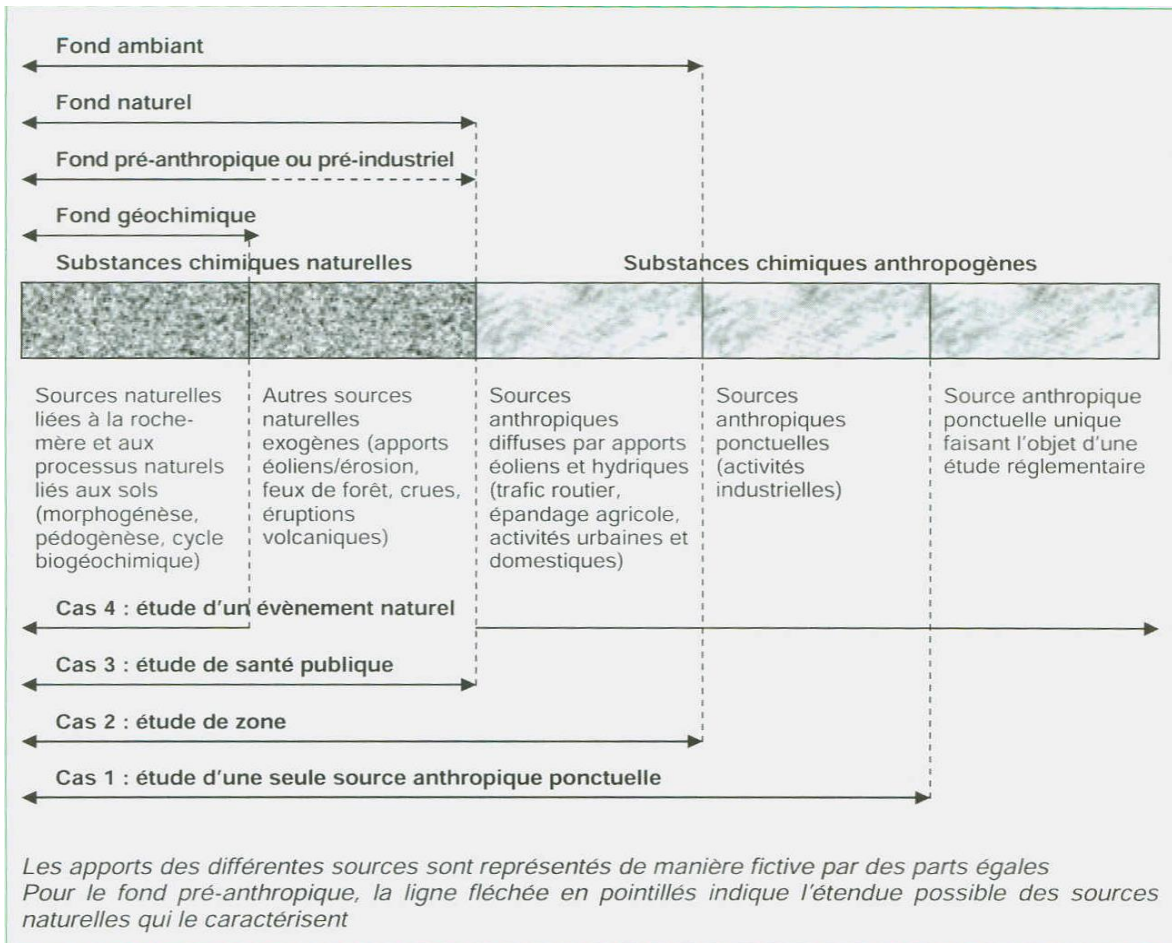 Fond ambiant
Fond naturel
Fond pré-anthropique ou pré-industriel
Fond géochimique
Substances chimiques naturelles
Substances chimiques anthropogènes
Sources naturelles
liées à la roche-
mère et aux
processus naturels
liés aux sols
(morphogénèse,
pédogènèse, cycle
biogéochimique)
Autres sources
naturelles
exogènes (apports
éoliens/érosion,
feux de forêt, crues,
éruptions
volcaniques)
Sources
anthropiques
diffuses par apports
éoliens et hydriques
(trafic routier,
épandage agricole,
activités urbaines et
domestiques)
Sources
anthropiques
ponctuelles
(activités
industrielles)
Source anthropique
ponctuelle unique
faisant l'objet d'une
étude réglementaire
Cas 4 : étude d'un évènement naturel
Cas 3 : étude de santé publique
Cas 2 : étude de zone
Cas 1 : étude d'une seule source anthropique ponctuelle
Les apports des différentes sources sont représentés de manière fictive par des parts égales
Pour le fond pré-anthropique, la ligne fléchée en pointillés indique l'étendue possible des sources
naturelles qui le caractérisent